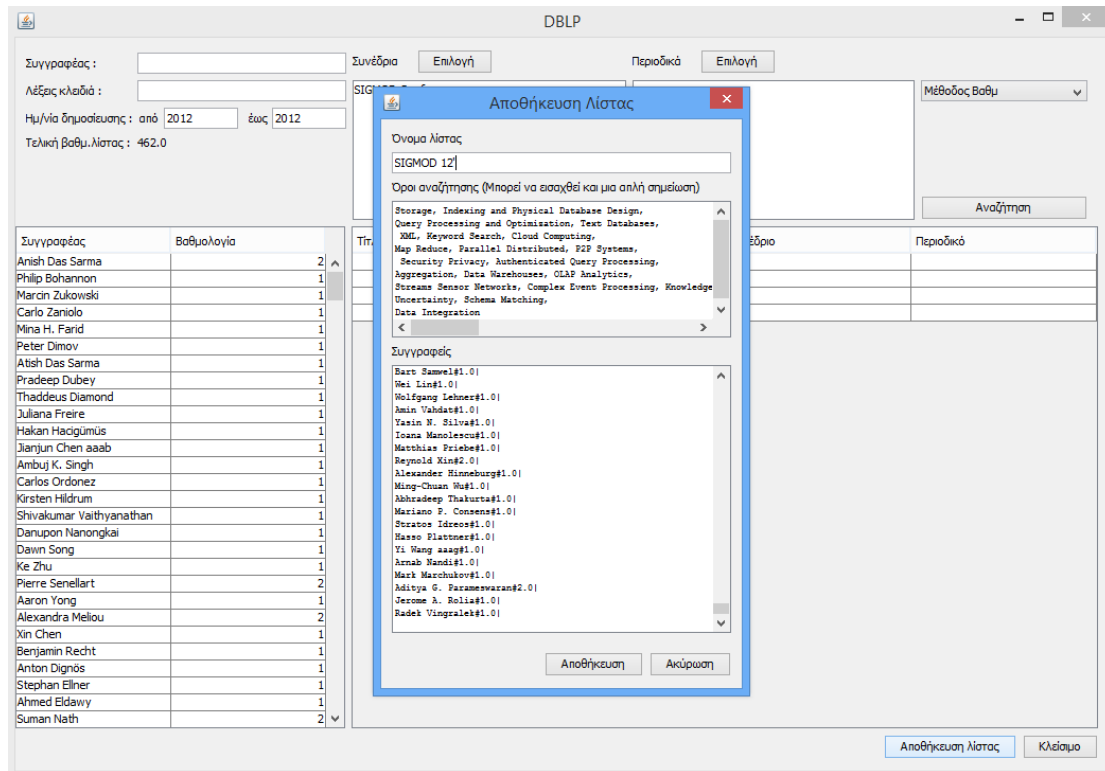 DBLP
Συγγραφέας :
Συνέδρια Επιλογή
Περιοδικά Επιλογή
Λέξεις κλειδιά :
Μέθοδος Βαθμ
Ημ/νία δημοσίευσης : από 2012 έως 2012
Τελική βαθμ.λίστας : 462.0
Αναζήτηση
Συγγραφέας Βαθμολογία
Περιοδικό
Anish Das Sarma 2
Philip Bohannon 1
Marcin Zukowski 1
Carlo Zaniolo 1
Mina H. Farid 1
Peter Dimov 1
Atish Das Sarma 1
Pradeep Dubey 1
Thaddeus Diamond 1
Juliana Freire 1
Hakan Hacigümüs 1
Jianjun Chen aaab 1
Ambuj K. Singh 1
Carlos Ordonez 1
Kirsten Hildrum 1
Shivakumar Vaithyanathan 1
Danupon Nanongkai 1
Dawn Song 1
Ke Zhu 1
Pierre Senellart 2
Aaron Yong 1
Alexandra Meliou 2
Xin Chen 1
Benjamin Recht 1
Anton Dignös 1
Stephan Ellner 1
Ahmed Eldawy 1
Suman Nath 2
Αποθήκευση Λίστας
Όνομα λίστας
SIGMOD 12'
Όροι αναζήτησης (Μπορεί να εισαχθεί και μια απλή σημείωση)
Storage, Indexing and Physical Database Design,
Query Processing and Optimization, Text Databases,
XML, Keyword Search, Cloud Computing,
Map Reduce, Parallel Distributed, P2P Systems,
Security Privacy, Authenticated Query Processing,
Aggregation, Data Warehouses, OLAP Analytics,
Streams Sensor Networks, Complex Event Processing, Knowledge
Uncertainty, Schema Matching,
Data Integration
Συγγραφείς
Bart Samwel#1.0|
Wei Lin#1.0|
Wolfgang Lehner#1.0|
Amin Vahdat#1.0|
Yasin N. Silva#1.0|
Ioana Manolescu#1.0|
Matthias Priebe#1.0|
Reynold Xin#2.0|
Alexander Hinneburg#1.0|
Ming-Chuan Wu#1.0|
Abhradeep Thakurta#1.0|
Mariano P. Consens#1.0|
Stratos Idreos#1.0|
Hasso Plattner#1.0|
Yi Wang aaag#1.0|
Arnab Nandi#1.0|
Mark Marchukov#1.0|
Aditya G. Parameswaran#2.0|
Jerome A. Rolia#1.0|
Radek Vingralek#1.0|
Αποθήκευση Ακύρωση
Αποθήκευση λίστας Κλείσιμο